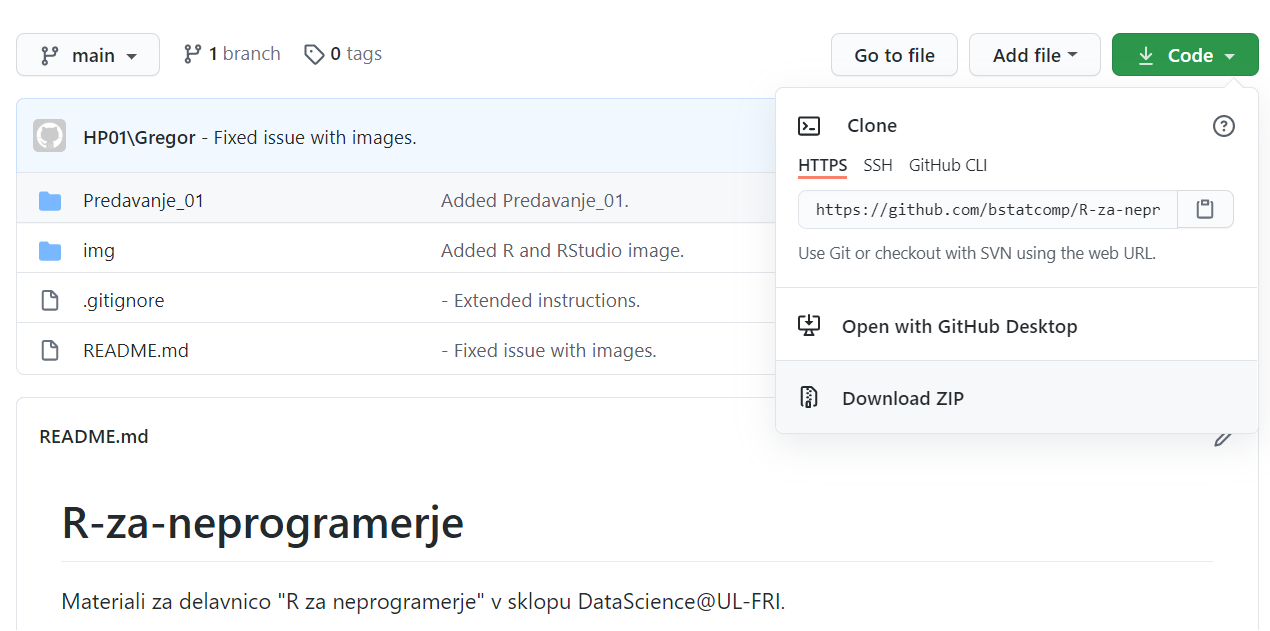 main
1 branch
0 tags
Go to file
Add file
Code
HP01\Gregor - Fixed issue with images.
Predavanje_01 Added Predavanje_01.
img Added R and RStudio image.
.gitignore - Extended instructions.
README.md - Fixed issue with images.
Clone
HTTPS SSH GitHub CLI
https://github.com/bstatcomp/R-za-nepr
Use Git or checkout with SVN using the web URL.
Open with GitHub Desktop
Download ZIP
README.md
R-za-neprogramerje
Materiali za delavnico "R za neprogramerje" v sklopu DataScience@UL-FRI.